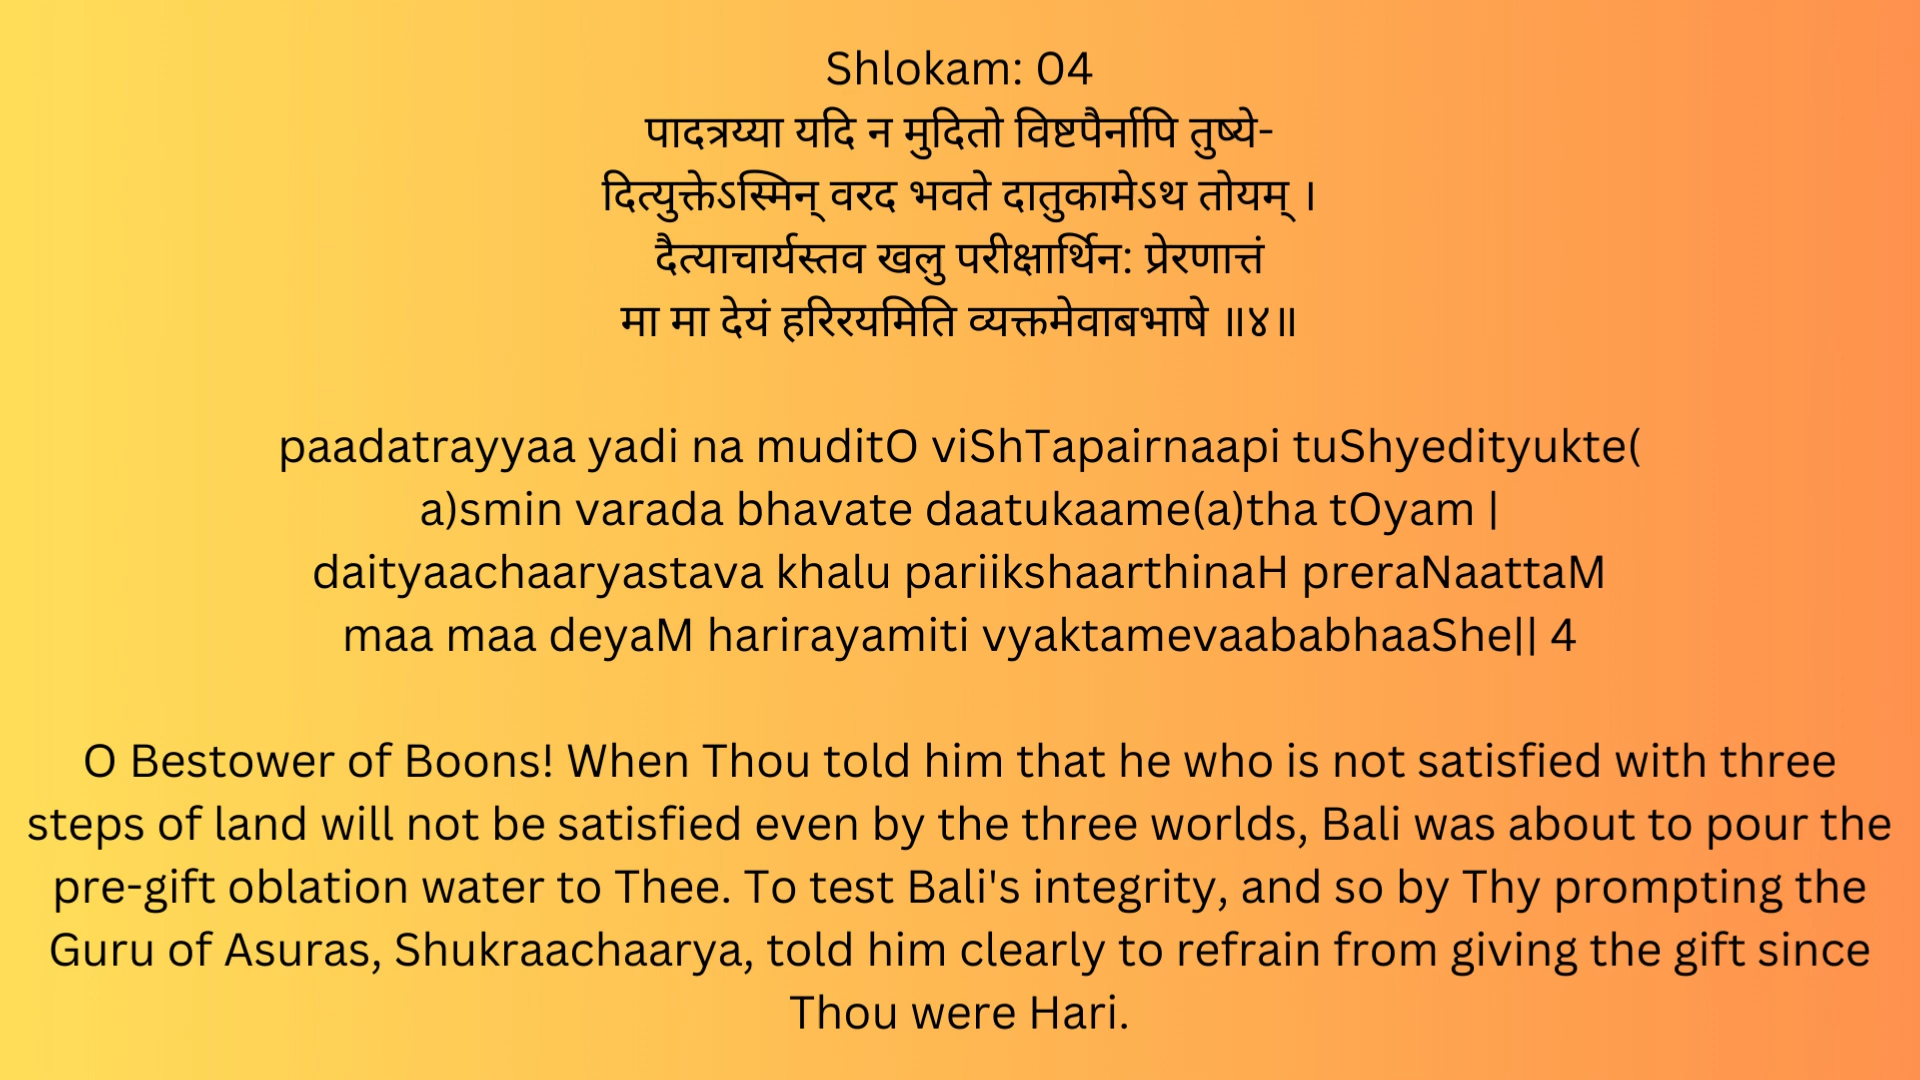 Shlokam: 04
पादत्रय्या यदि न मुदितो विष्टपैर्नापि तुष्ये-
दित्युक्तेऽस्मिन् वरद भवते दातुकामेऽथ तोयम् ।
दैत्याचार्यस्तव खलु परीक्षार्थिन: प्रेरणात्तं
मा मा देयं हरिरयमिति व्यक्तमेवाबभाषे ॥४॥
paadatrayyaa yadi na muditO viShTapairnaapi tuShyedityukte(
a)smin varada bhavate daatukaame(a)tha tOyam |
daityaachaaryastava khalu pariikshaarthinaH preraNaattaM
maa maa deyaM harirayamiti vyaktamevaababhaaShe|| 4
O Bestower of Boons! When Thou told him that he who is not satisfied with three
steps of land will not be satisfied even by the three worlds, Bali was about to pour the
pre-gift oblation water to Thee. To test Bali's integrity, and so by Thy prompting the
Guru of Asuras, Shukraachaarya, told him clearly to refrain from giving the gift since
Thou were Hari.